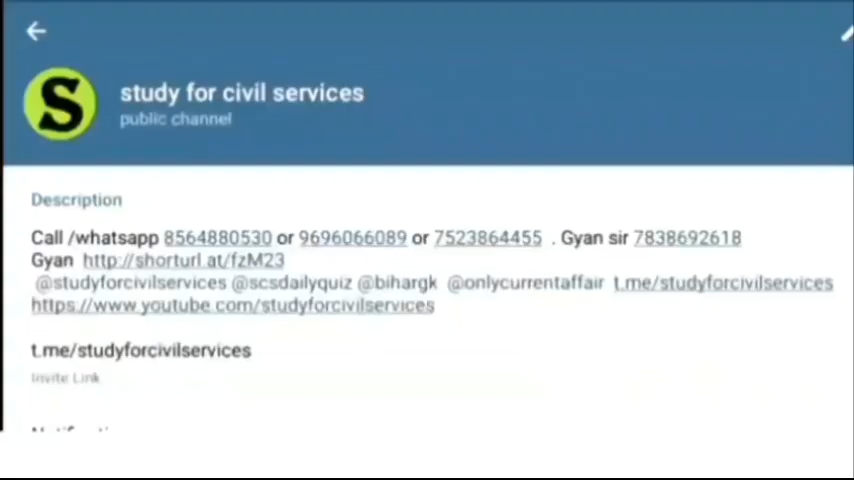 S
study for civil services
public channel
Description
Call /whatsapp 8564880530 or 9696066089 or 7523864455 . Gyan sir 7838692618
Gyan http://shorturl.at/fzM23
@studyforcivilservices @scsdailyquiz @bihargk @onlycurrentaffair t.me/studyforcivilservices
https://www.youtube.com/studyforcivilservices
t.me/studyforcivilservices
Invite Link